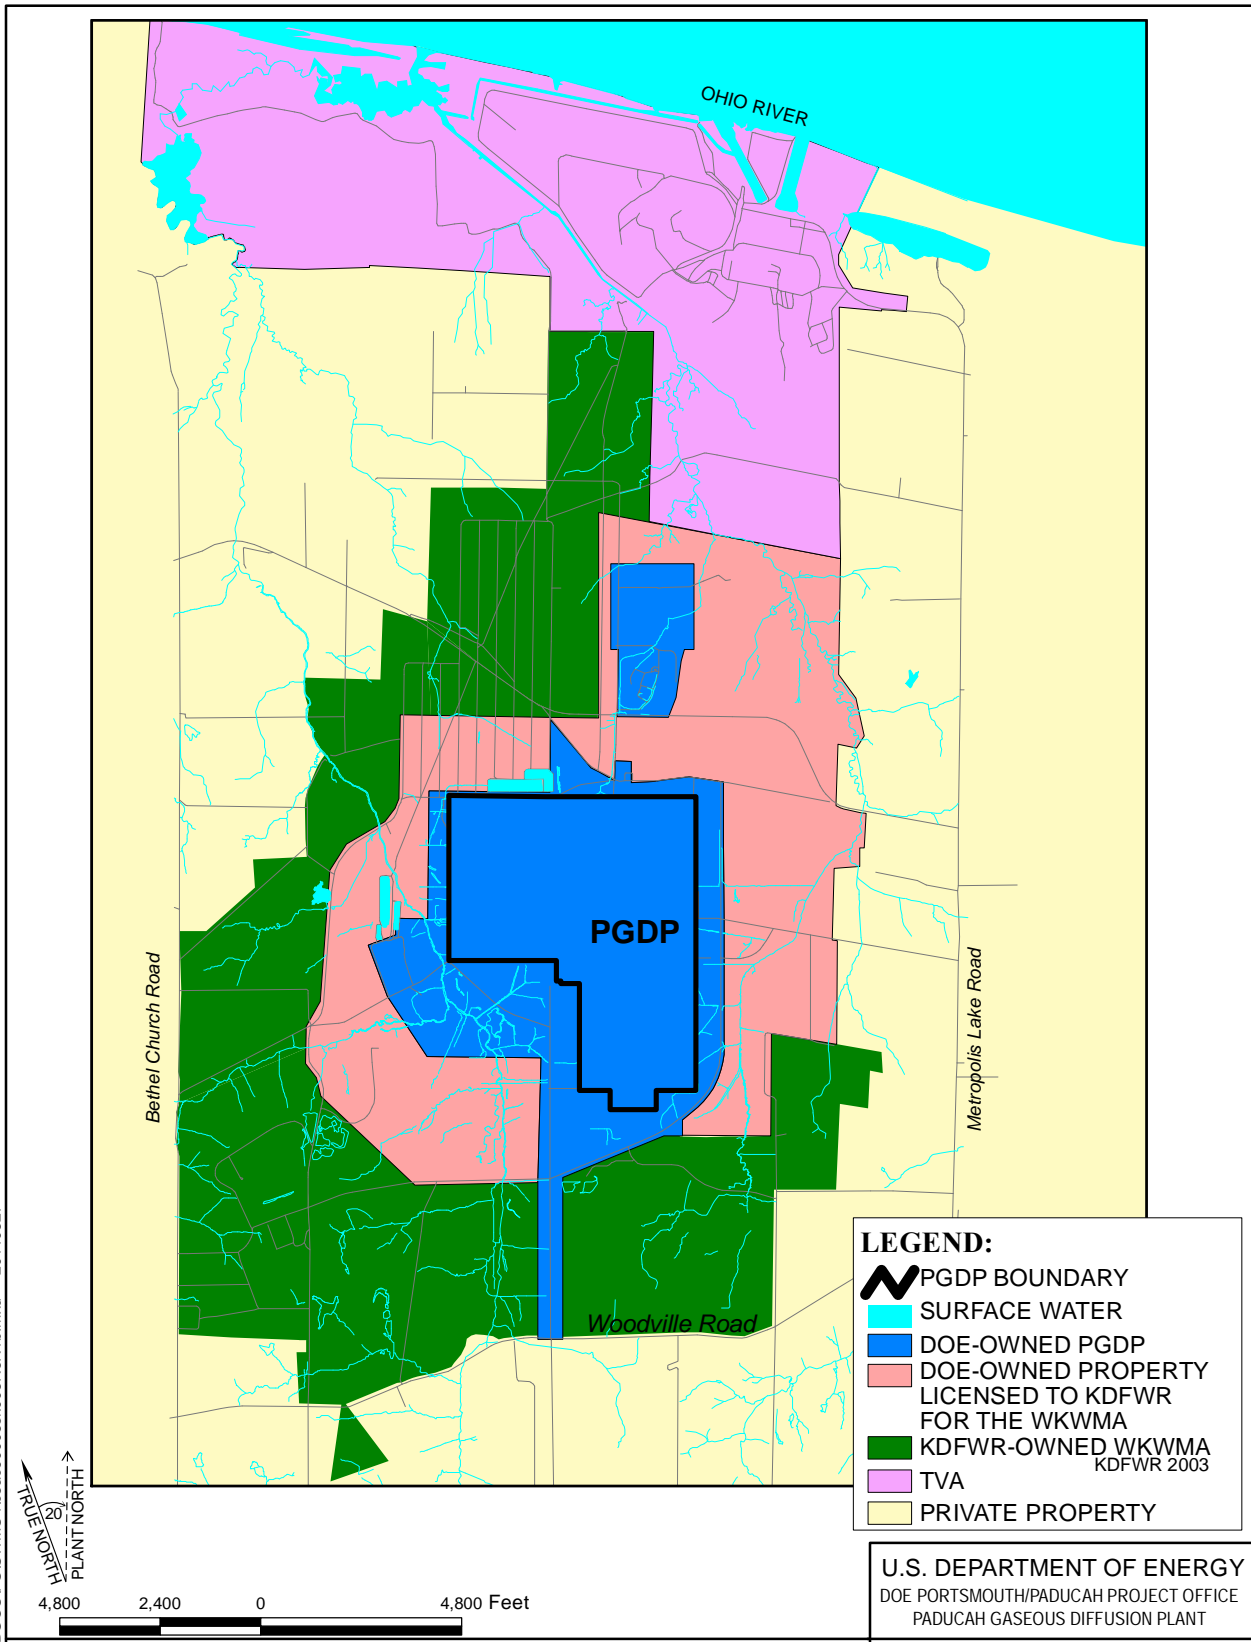 OHIO RIVER
PGDP
Bethel Church Road
Metropolis Lake Road
Woodville Road
LEGEND:
PGDP BOUNDARY
SURFACE WATER
DOE-OWNED PGDP
DOE-OWNED PROPERTY
LICENSED TO KDFWR
FOR THE WKWMA
KDFWR-OWNED WKWMA
KDFWR 2003
TVA
PRIVATE PROPERTY
TRUE NORTH
20
PLANT NORTH
4,800 2,400 0 4,800 Feet
U.S. DEPARTMENT OF ENERGY
DOE PORTSMOUTH/PADUCAH PROJECT OFFICE
PADUCAH GASEOUS DIFFUSION PLANT